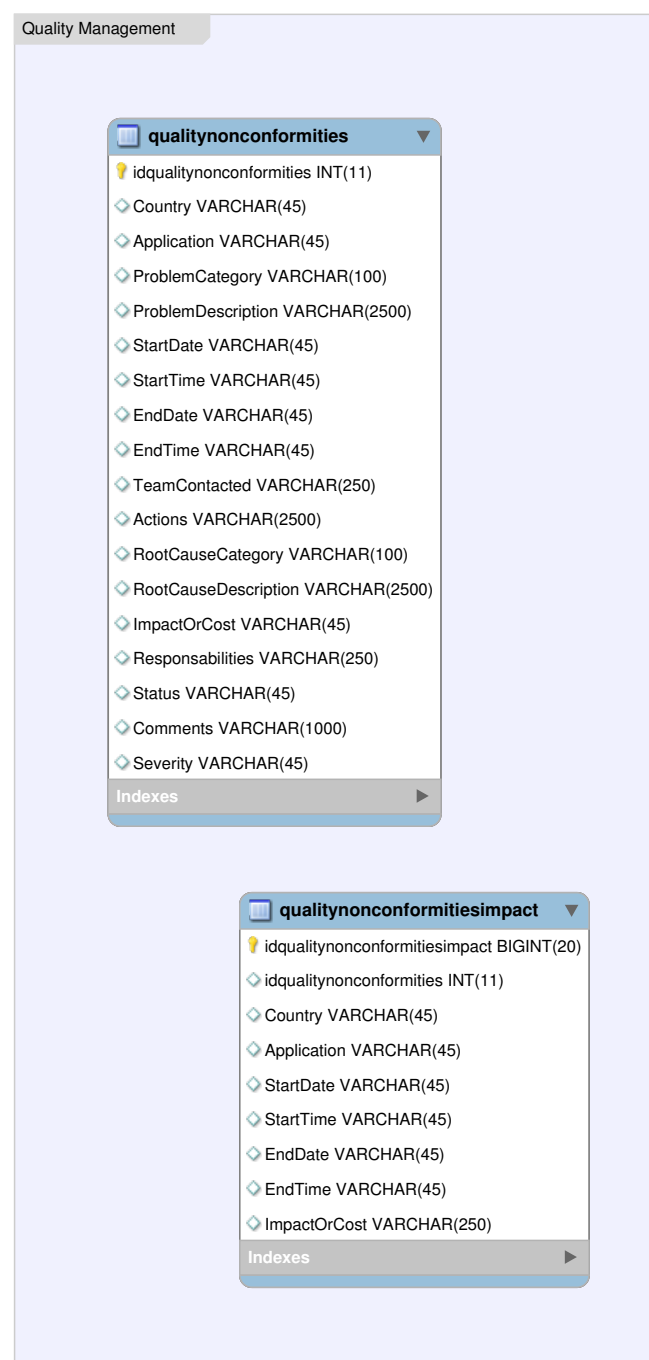 Quality Management
qualitynonconformities
idqualitynonconformities INT(11)
Country VARCHAR(45)
Application VARCHAR(45)
ProblemCategory VARCHAR(100)
ProblemDescription VARCHAR(2500)
StartDate VARCHAR(45)
StartTime VARCHAR(45)
EndDate VARCHAR(45)
EndTime VARCHAR(45)
TeamContacted VARCHAR(250)
Actions VARCHAR(2500)
RootCauseCategory VARCHAR(100)
RootCauseDescription VARCHAR(2500)
ImpactOrCost VARCHAR(45)
Responsabilities VARCHAR(250)
Status VARCHAR(45)
Comments VARCHAR(1000)
Severity VARCHAR(45)
Indexes
qualitynonconformitiesimpact
idqualitynonconformitiesimpact BIGINT(20)
idqualitynonconformities INT(11)
Country VARCHAR(45)
Application VARCHAR(45)
StartDate VARCHAR(45)
StartTime VARCHAR(45)
EndDate VARCHAR(45)
EndTime VARCHAR(45)
ImpactOrCost VARCHAR(250)
Indexes